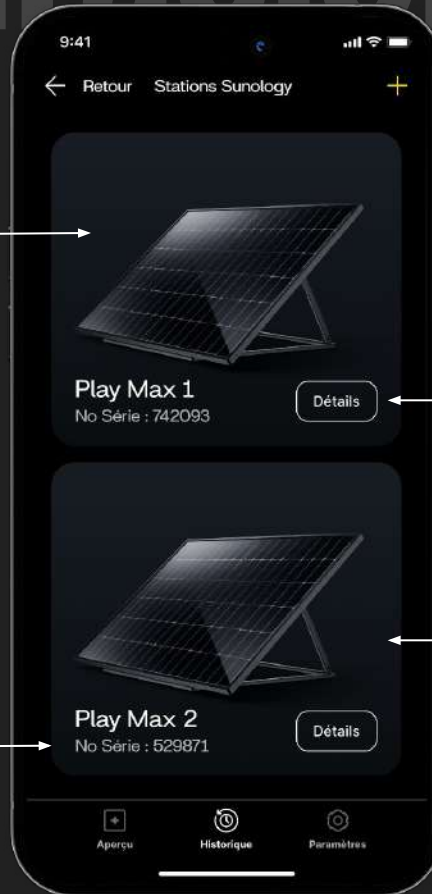 9:41
Retour Stations Sunology
Play Max 1
No Série : 742093
Détails
Play Max 2
No Série : 529871
Détails
Aperçu Historique Paramètres